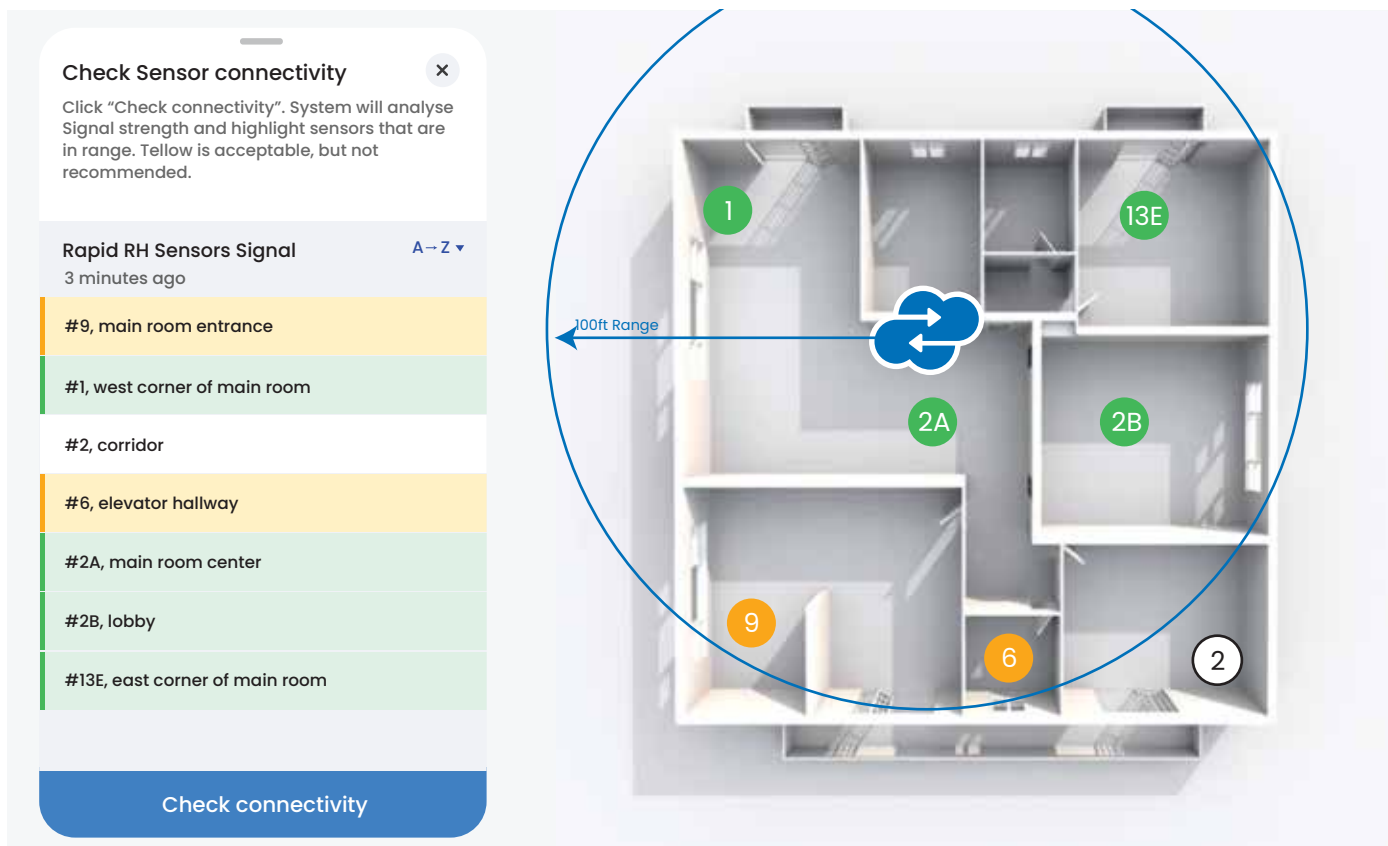 Check Sensor connectivity
Click “Check connectivity”. System will analyse
Signal strength and highlight sensors that are
in range. Tellow is acceptable, but not
recommended.
Rapid RH Sensors Signal
A→Z
3 minutes ago
#9, main room entrance
#1, west corner of main room
#2, corridor
#6, elevator hallway
#2A, main room center
#2B, lobby
#13E, east corner of main room
Check connectivity
1
13E
100ft Range
2A
2B
9
6
2